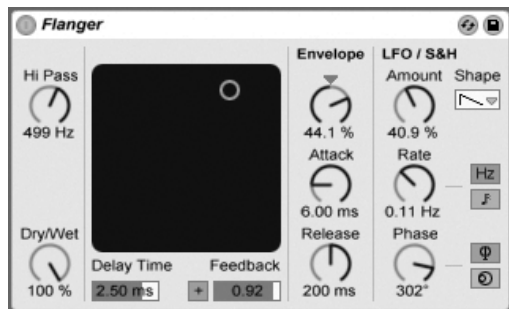 Flanger
Hi Pass
499 Hz
Dry/Wet
100 %
Delay Time
2.50 ms
Feedback
+
0.92
Envelope
44.1 %
Attack
6.00 ms
Release
200 ms
LFO / S&H
Amount
40.9 %
Shape
Rate
0.11 Hz
Hz
Phase
302°
Φ